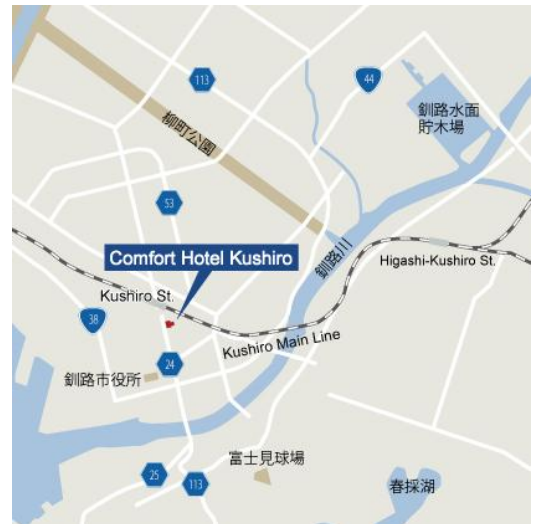 113
44
釧路水面
貯木場
柳町公園
53
釧路川
Comfort Hotel Kushiro
Higashi-Kushiro St.
Kushiro St.
38
Kushiro Main Line
24
釧路市役所
富士見球場
25
113
春採湖